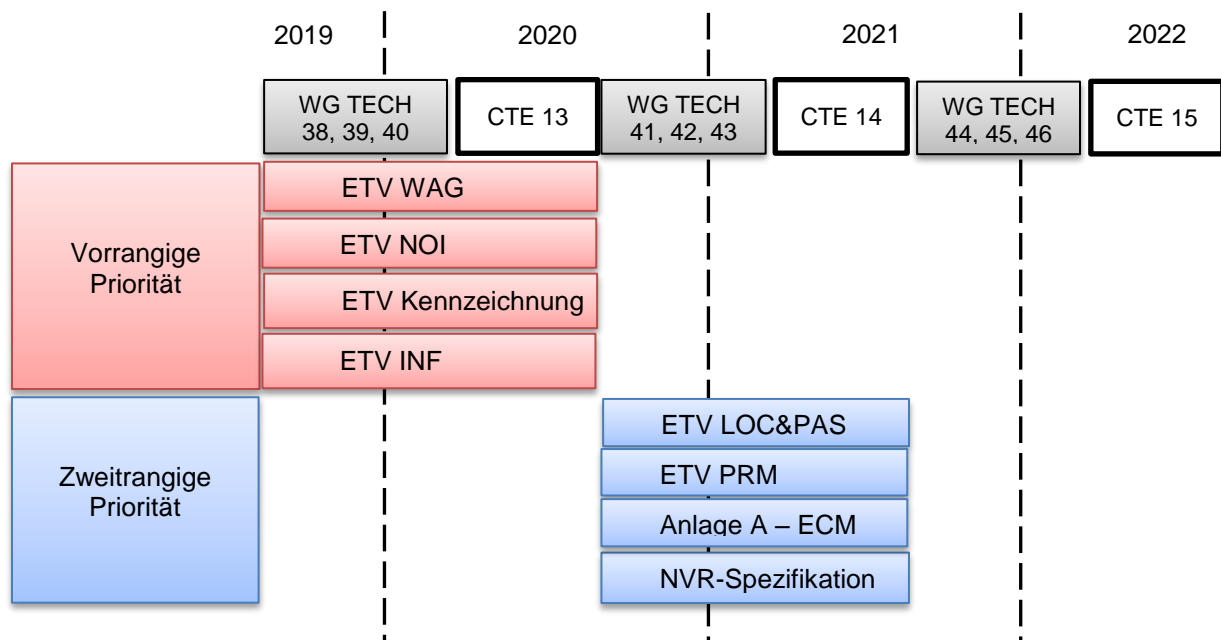 2019
2020
2021
2022
WG TECH
38, 39, 40
CTE 13
WG TECH
41, 42, 43
CTE 14
WG TECH
44, 45, 46
CTE 15
Vorrangige
Priorität
ETV WAG
ETV NOI
ETV Kennzeichnung
ETV INF
Zweitrangige
Priorität
ETV LOC&PAS
ETV PRM
Anlage A – ECM
NVR-Spezifikation